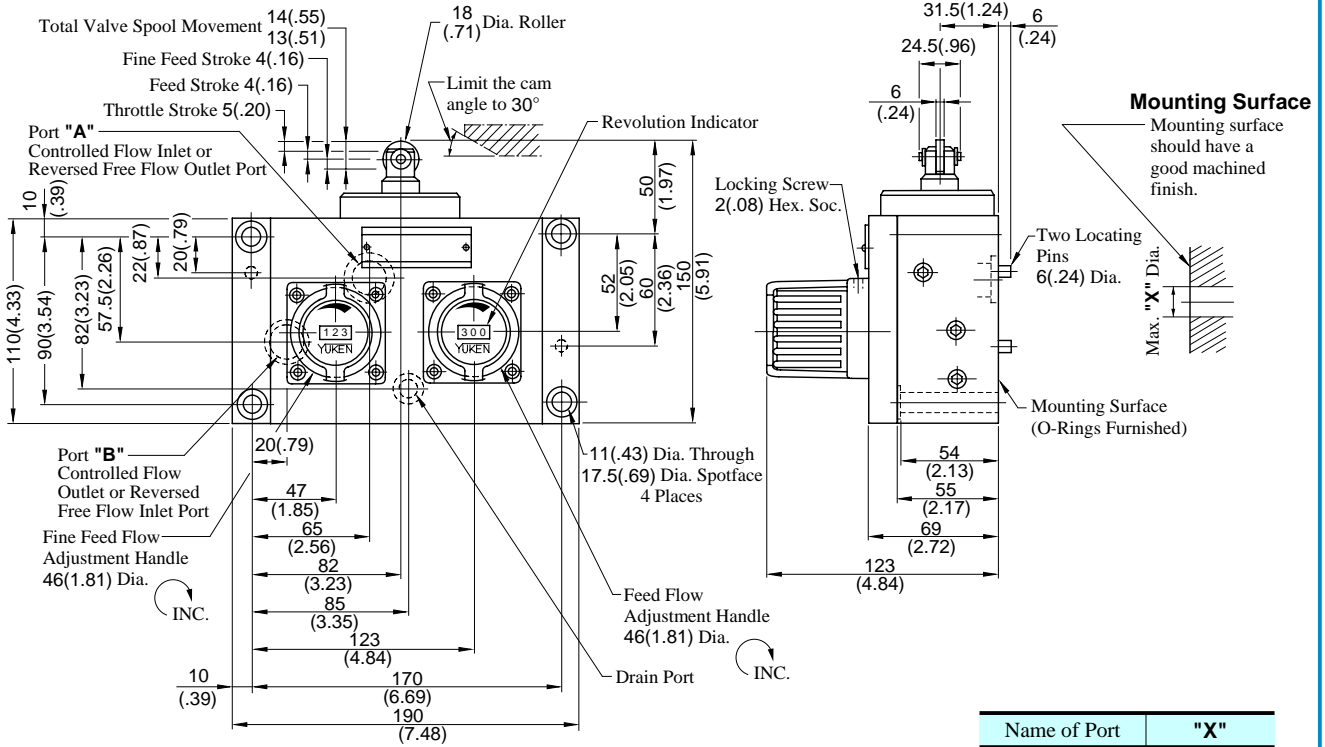 Total Valve Spool Movement 14(.55)
13(.51)
Fine Feed Stroke 4(.16)
Feed Stroke 4(.16)
Throttle Stroke 5(.20)
18
(.71) Dia. Roller
Limit the cam
angle to 30°
Revolution Indicator
Port "A"
Controlled Flow Inlet or
Reversed Free Flow Outlet Port
10
(.39)
110(4.33)
90(3.54)
82(3.23)
57.5(2.26)
22(.87)
20(.79)
50
(1.97)
52
(2.05)
60
(2.36)
150
(5.91)
1 2 3
YUKEN
3 0 0
YUKEN
Port "B"
Controlled Flow
Outlet or Reversed
Free Flow Inlet Port
Fine Feed Flow
Adjustment Handle
46(1.81) Dia.
INC.
20(.79)
47
(1.85)
65
(2.56)
82
(3.23)
85
(3.35)
123
(4.84)
10
(.39)
170
(6.69)
190
(7.48)
11(.43) Dia. Through
17.5(.69) Dia. Spotface
4 Places
Feed Flow
Adjustment Handle
46(1.81) Dia.
INC.
Drain Port
31.5(1.24)
6
(.24)
24.5(.96)
6
(.24)
Locking Screw
2(.08) Hex. Soc.
Two Locating
Pins
6(.24) Dia.
Mounting Surface
(O-Rings Furnished)
54
(2.13)
55
(2.17)
69
(2.72)
123
(4.84)
Mounting Surface
Mounting surface
should have a
good machined
finish.
Max. "X" Dia.
Name of Port "X"